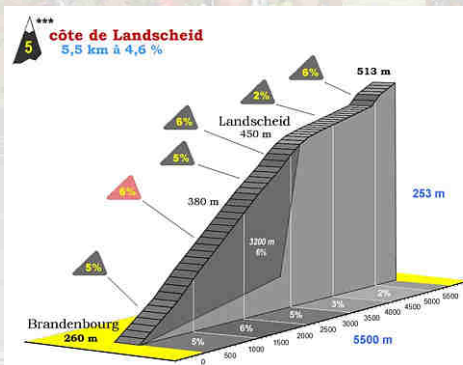 ***
5
côte de Landscheid
5,5 km à 4,6 %
6%
513 m
2%
Landscheid
450 m
6%
5%
253 m
6%
380 m
3200 m
6%
5%
Brandenbourg
260 m
5%
6%
5%
3%
2%
0
500
1000
1500
2000
2500
3000
3500
4000
4500
5000
5500
5500 m